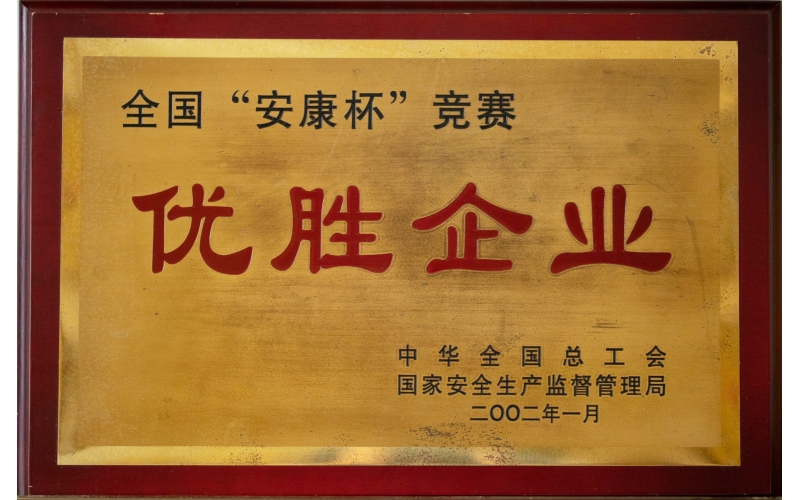 全国“安康杯”竞赛
优胜企业
中华全国总工会
国家安全生产监督管理局
二〇〇二年一月